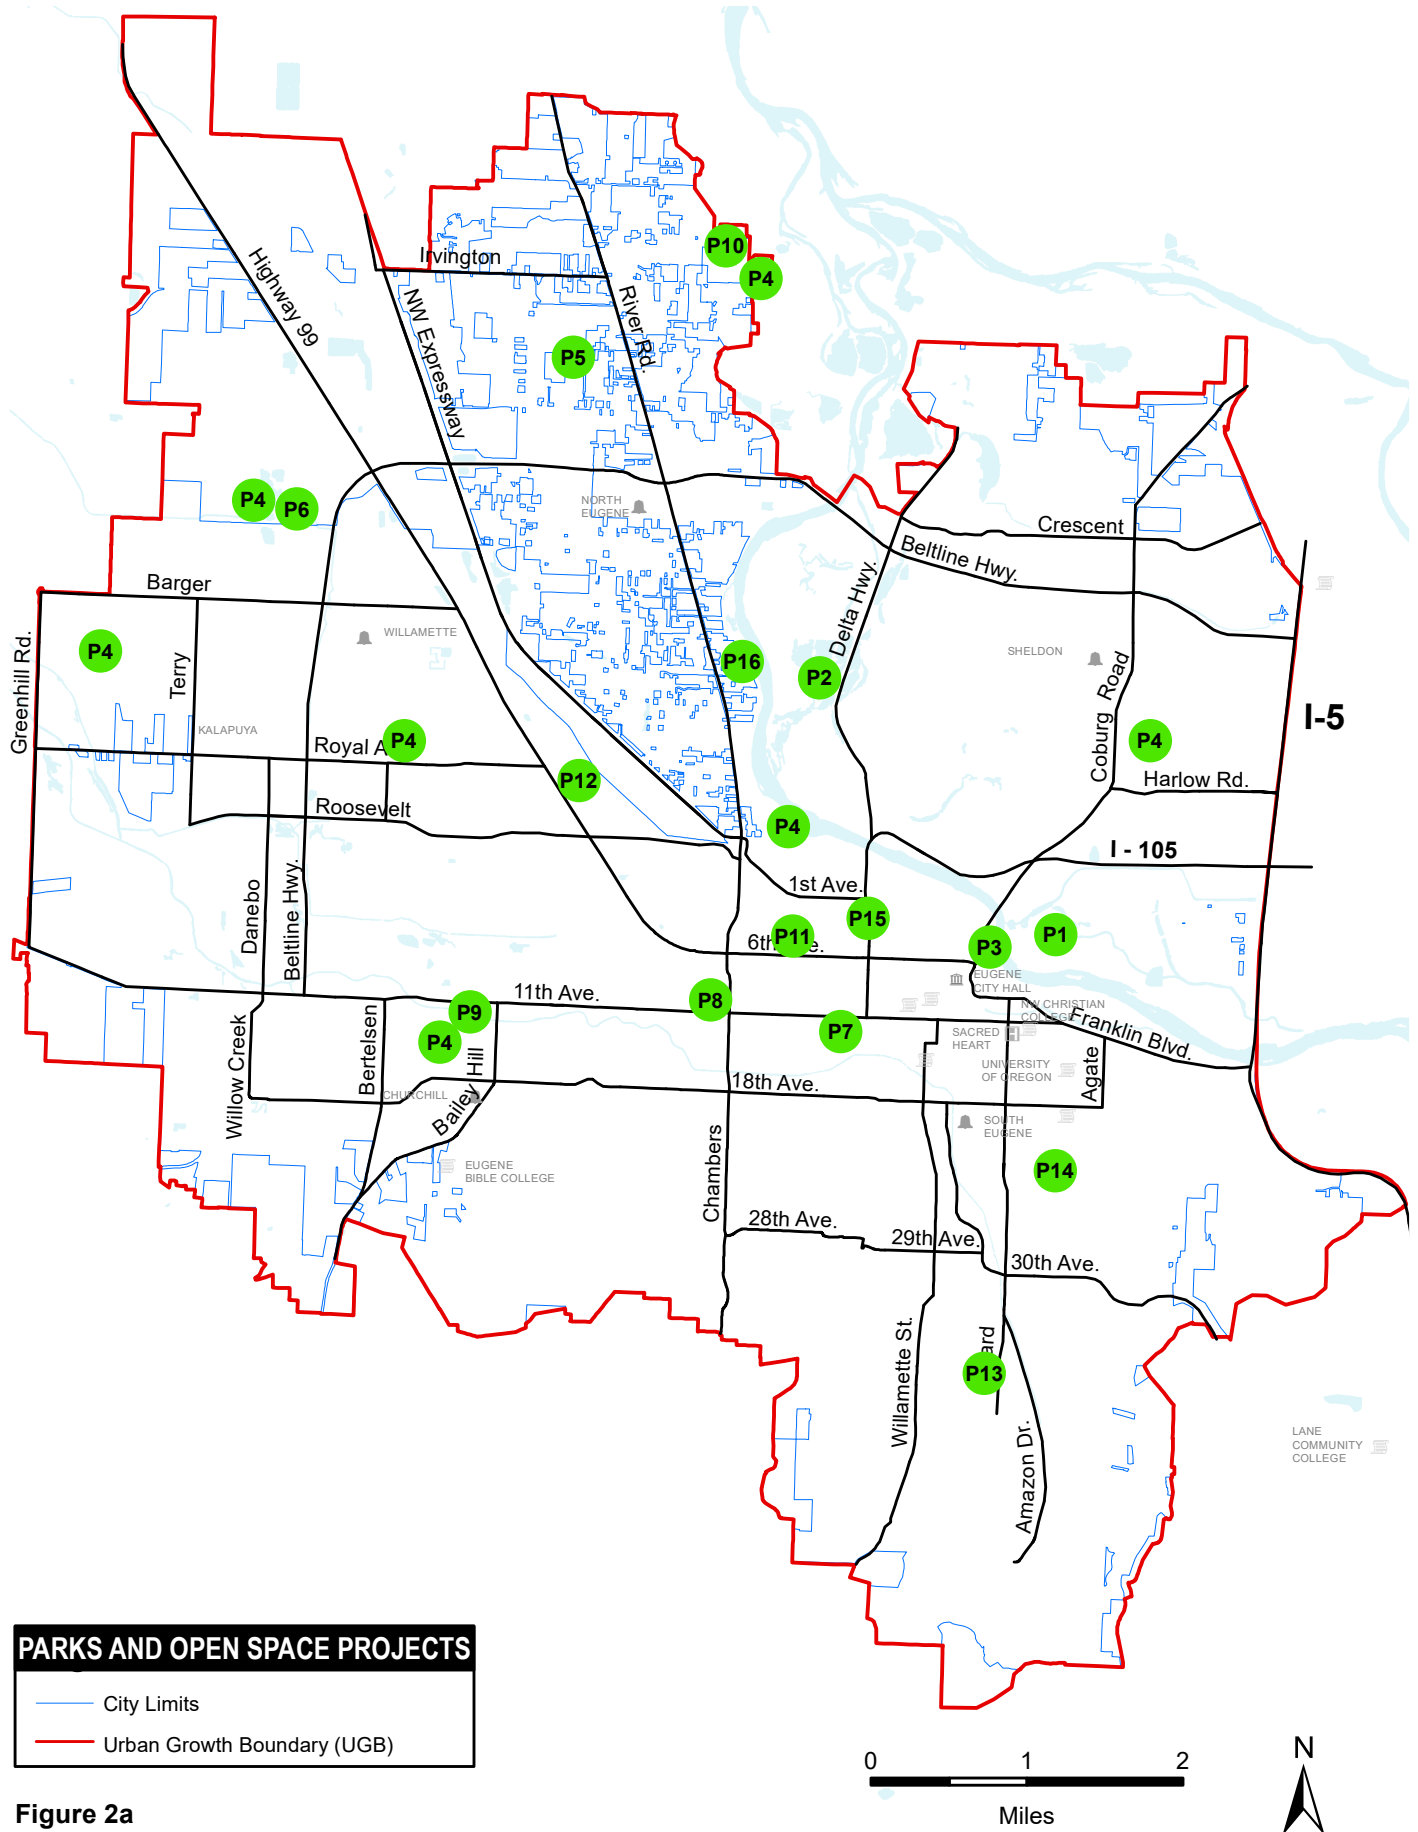 P10
Irvington
P4
Highway 99
NW Expressway
River Rd.
P5
P4
P6
NORTH
EUGENE
Crescent
Beltline Hwy.
Delta Hwy.
Barger
Greenhill Rd.
P4
Terry
WILLAMETTE
SHELDON
P16
P2
Coburg Road
I-5
KALAPUYA
Royal A
P4
P12
P4
Harlow Rd.
Roosevelt
P4
I - 105
1st Ave.
P15
Danebo
Beltline Hwy.
6th
P11
e.
P3
P1
EUGENE
CITY HALL
11th Ave.
P8
P9
P4
P7
NW CHRISTIAN
COLLEGE
Franklin Blvd.
SACRED
HEART
H
UNIVERSITY
OF OREGON
Agate
Willow Creek
Bertelsen
Bailey Hill
CHURCHILL
18th Ave.
SOUTH
EUGENE
EUGENE
BIBLE COLLEGE
P14
Chambers
28th Ave.
29th Ave.
30th Ave.
Willamette St.
ard
P13
Amazon Dr.
LANE
COMMUNITY
COLLEGE
PARKS AND OPEN SPACE PROJECTS
City Limits
Urban Growth Boundary (UGB)
0 1 2
Miles
N
Figure 2a